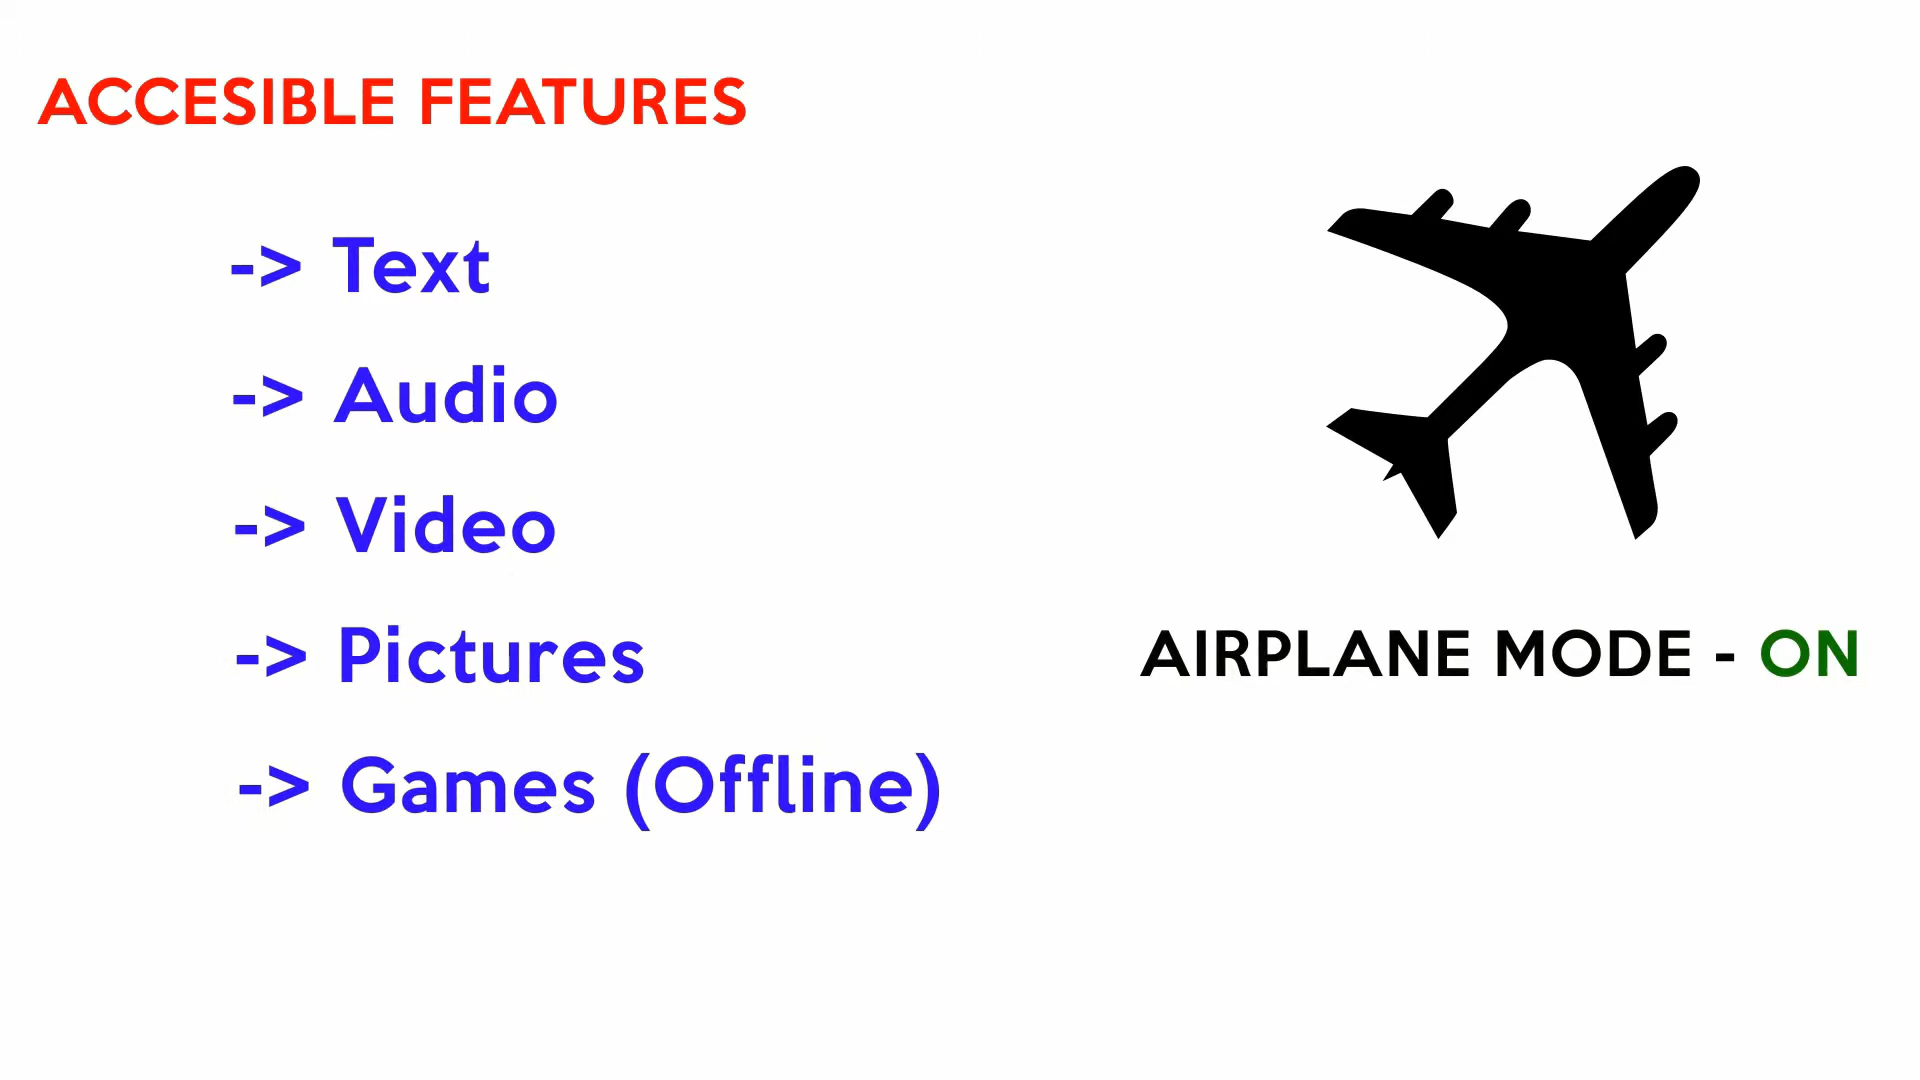 ACCESIBLE FEATURES
-> Text
-> Audio
-> Video
-> Pictures
-> Games (Offline)
AIRPLANE MODE - ON